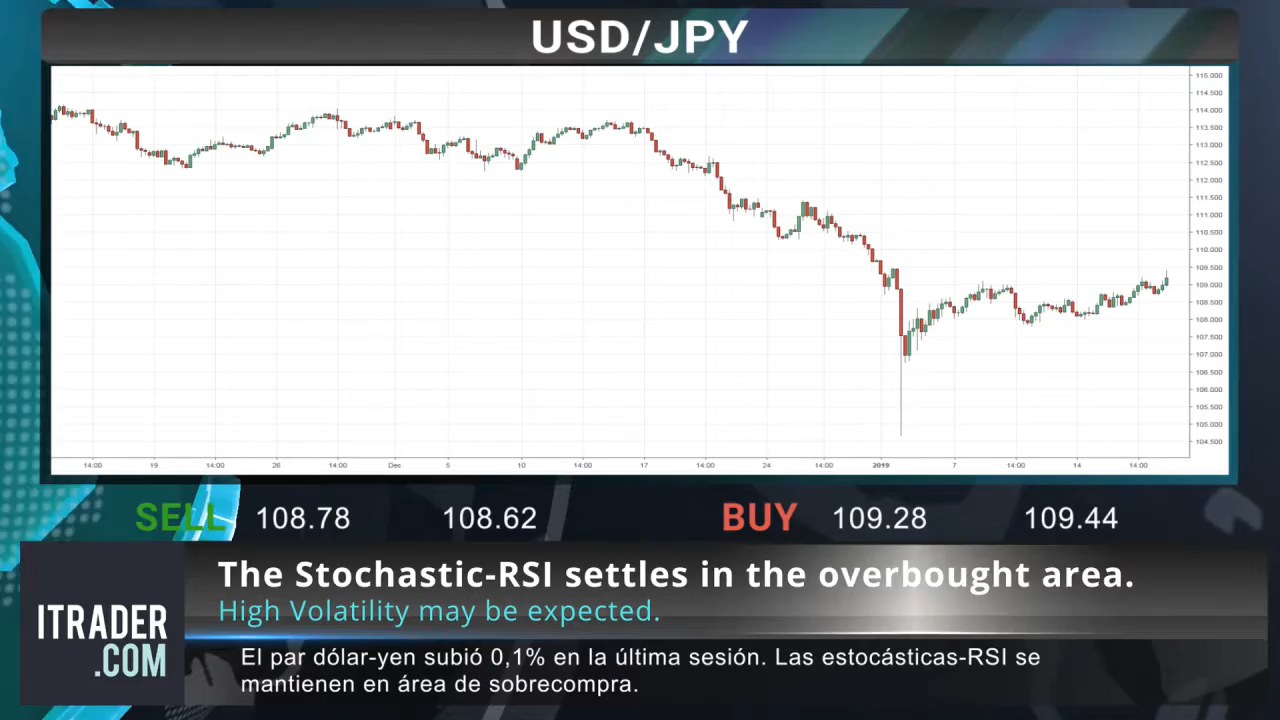 USD/JPY
115.000
114.500
114.000
113.500
113.000
112.500
112.000
111.500
111.000
110.500
110.000
109.500
109.000
108.500
108.000
107.500
107.000
106.500
106.000
105.500
105.000
104.500
14:00 19 14:00 26 14:00 Dec 5 10 14:00 17 14:00 24 14:00 2019 7 14:00 14 14:00
SELL 108.78 108.62 BUY 109.28 109.44
The Stochastic-RSI settles in the overbought area.
High Volatility may be expected.
ITRADER
.COM
El par dólar-yen subió 0,1% en la última sesión. Las estocásticas-RSI se
mantienen en área de sobrecompra.